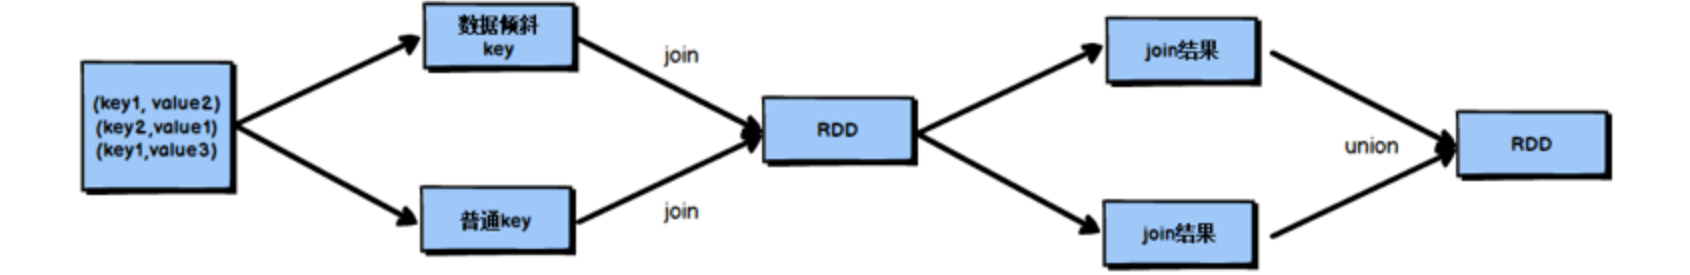 (key1, value2)
(key2,value1)
(key1,value3)
数据倾斜
key
普通key
join
join
RDD
join结果
join结果
union
RDD